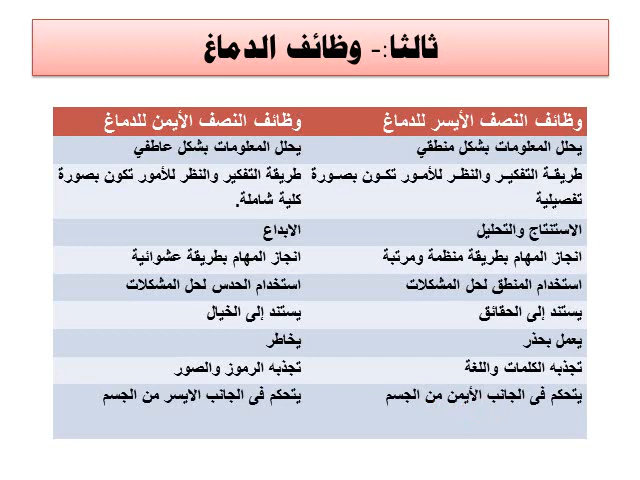 ثالثا:- وظائف الدماغ
وظائف النصف الأيسر للدماغ
وظائف النصف الأيمن للدماغ
يحلل المعلومات بشكل منطقي
يحلل المعلومات بشكل عاطفي
طريقة التفكير والنظر للأمور تكون بصورة
تفصيلية
طريقة التفكير والنظر للأمور تكون بصورة
كلية شاملة.
الاستنتاج والتحليل
الابداع
انجاز المهام بطريقة منظمة ومرتبة
انجاز المهام بطريقة عشوائية
استخدام المنطق لحل المشكلات
استخدام الحدس لحل المشكلات
يستند إلى الحقائق
يستند إلى الخيال
يعمل بحذر
يخاطر
تجذبه الكلمات واللغة
تجذبه الرموز والصور
يتحكم فى الجانب الأيمن من الجسم
يتحكم فى الجانب الايسر من الجسم